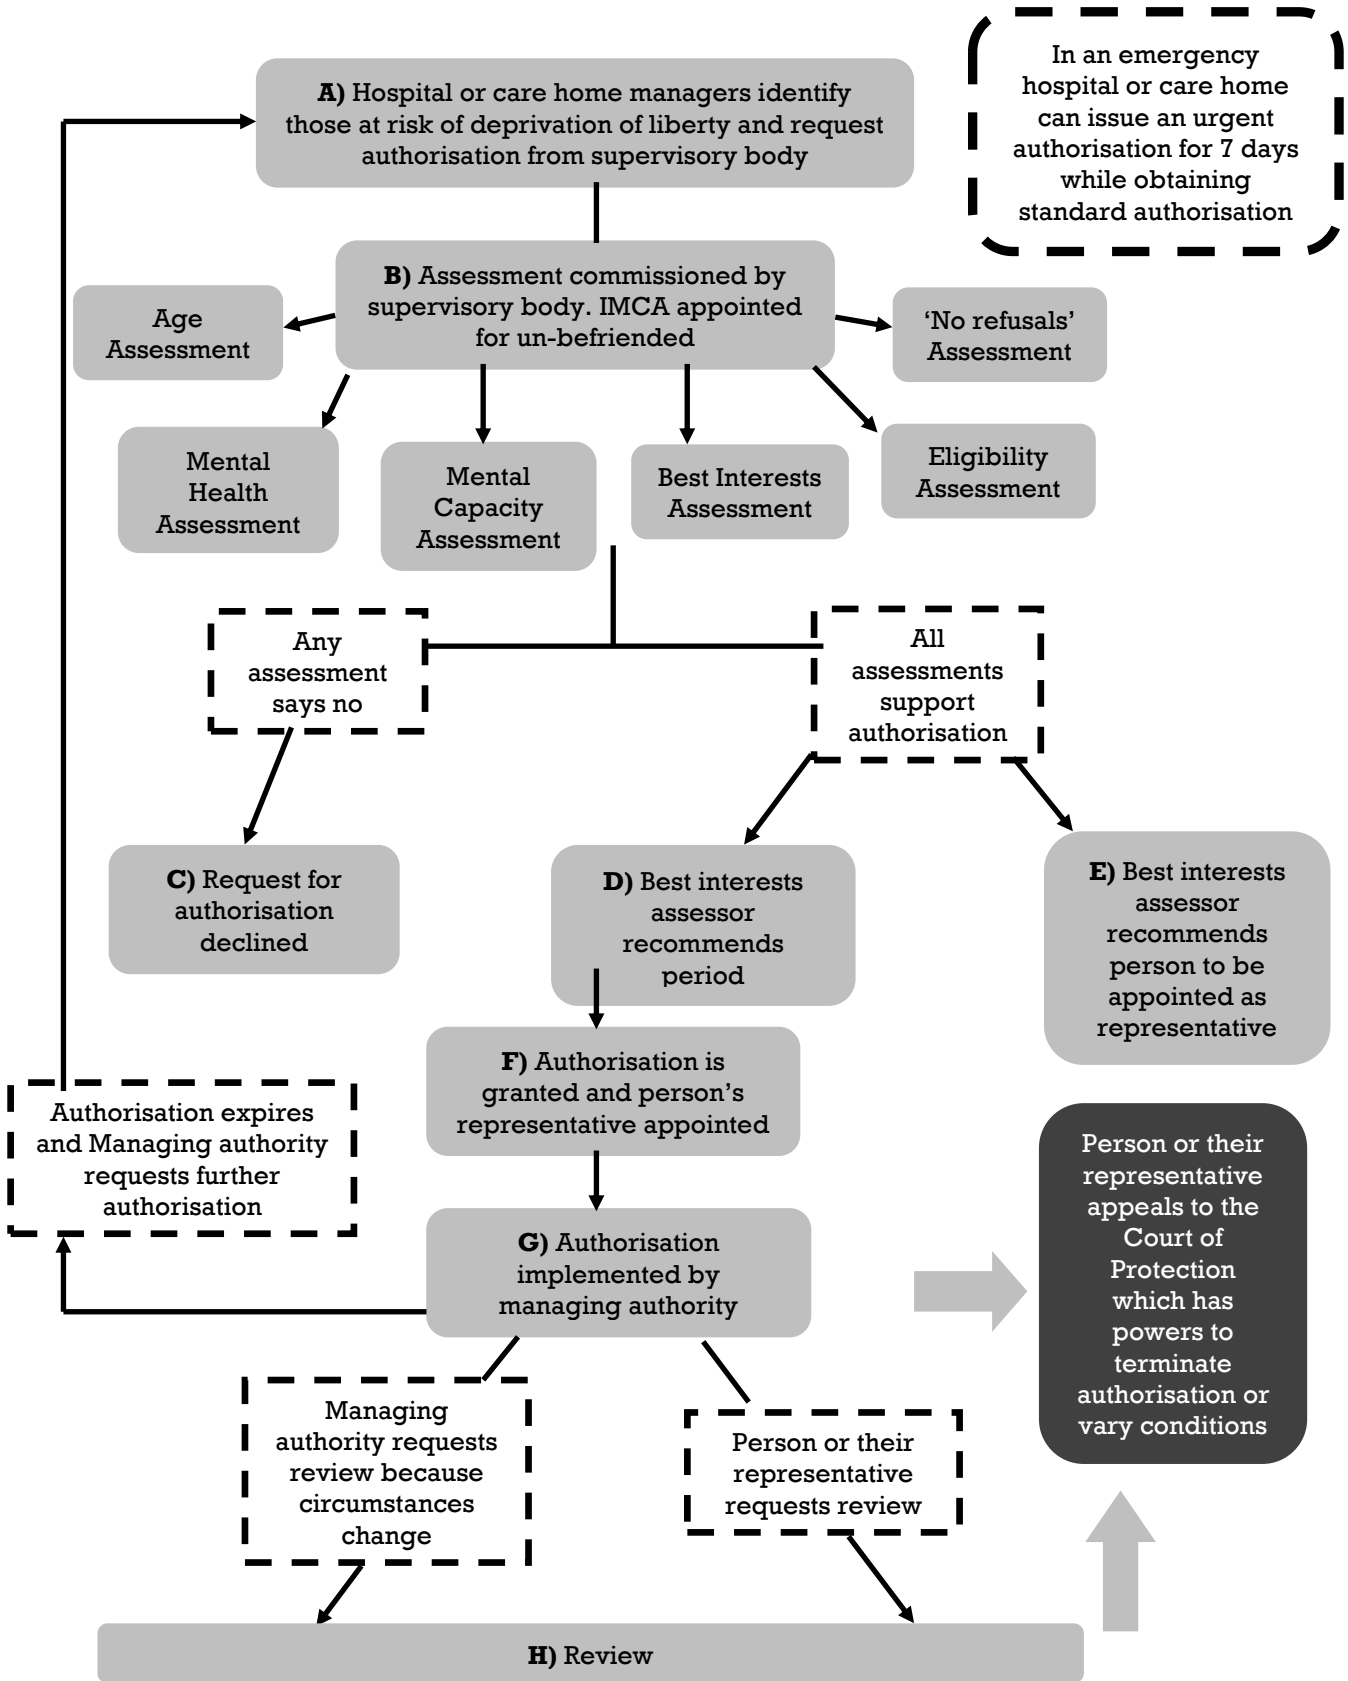 A) Hospital or care home managers identify
those at risk of deprivation of liberty and request
authorisation from supervisory body
In an emergency
hospital or care home
can issue an urgent
authorisation for 7 days
while obtaining
standard authorisation
B) Assessment commissioned by
supervisory body. IMCA appointed
for un-befriended
Age
Assessment
‘No refusals’
Assessment
Mental
Health
Assessment
Mental
Capacity
Assessment
Best Interests
Assessment
Eligibility
Assessment
Any
assessment
says no
All
assessments
support
authorisation
C) Request for
authorisation
declined
D) Best interests
assessor
recommends
period
E) Best interests
assessor
recommends
person to be
appointed as
representative
F) Authorisation is
granted and person’s
representative appointed
Authorisation expires
and Managing authority
requests further
authorisation
G) Authorisation
implemented by
managing authority
Person or their
representative
appeals to the
Court of
Protection
which has
powers to
terminate
authorisation or
vary conditions
Managing
authority requests
review because
circumstances
change
Person or their
representative
requests review
H) Review